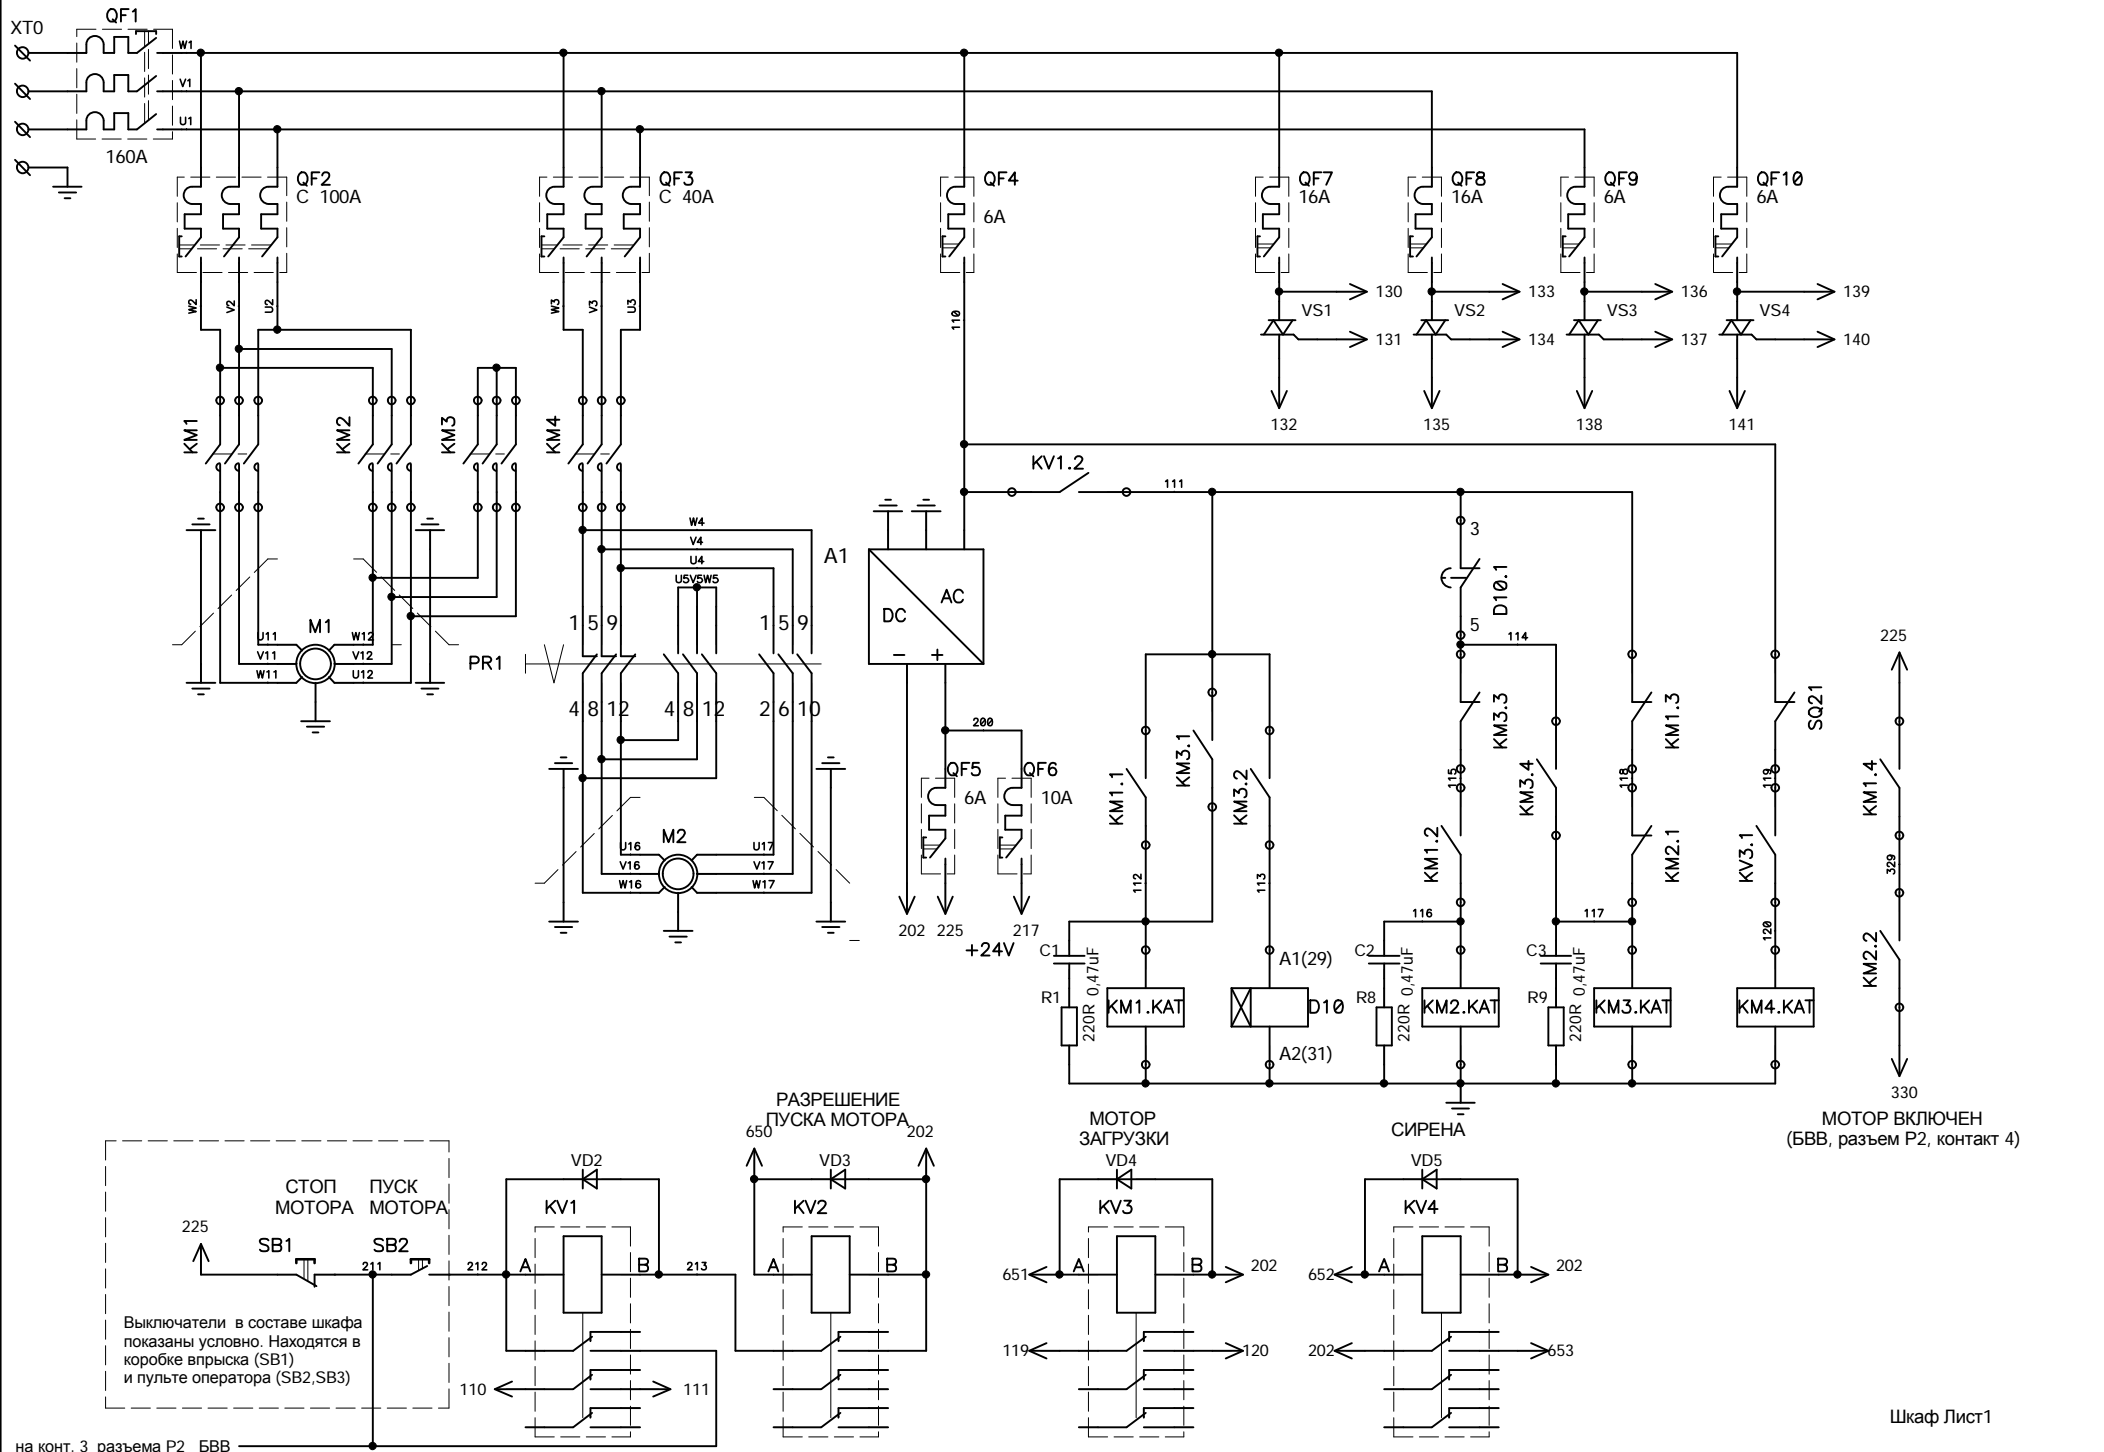 XT0
QF1
W1
V1
U1
160A
QF2
C 100A
QF3
C 40A
QF4
6A
QF7
16A
QF8
16A
QF9
6A
QF10
6A
W2
V2
U2
W3
V3
U3
110
130
VS1
131
132
133
VS2
134
135
136
VS3
137
138
139
VS4
140
141
KM1
KM2
KM3
KM4
KV1.2
111
W4
V4
U4
U5V5W5
A1
DC
AC
− +
3
D10.1
5
114
1 5 9
1 5 9
PR1
4 8 12
4 8 12
2 6 10
M1
U11
V11
W11
W12
V12
U12
200
QF5
6A
QF6
10A
M2
U16
V16
W16
U17
V17
W17
202
225
217
+24V
KM1.1
KM3.1
KM3.2
KM3.3
KM3.4
KM1.3
SQ21
115
118
119
KM1.2
KM2.1
KV3.1
112
113
116
117
120
225
KM1.4
329
KM2.2
330
C1
0,47uF
R1
220R
KM1.KAT
A1(29)
D10
A2(31)
C2
0,47uF
R8
220R
KM2.KAT
C3
0,47uF
R9
220R
KM3.KAT
KM4.KAT
МОТОР ВКЛЮЧЕН
(БВВ, разъем Р2, контакт 4)
РАЗРЕШЕНИЕ
ПУСКА МОТОРА
МОТОР
ЗАГРУЗКИ
СИРЕНА
СТОП
МОТОРА
ПУСК
МОТОРА
225
SB1
211
SB2
212
Выключатели в составе шкафа
показаны условно. Находятся в
коробке впрыска (SB1)
и пульте оператора (SB2,SB3)
VD2
KV1
A
B
213
110
111
650
202
VD3
KV2
A
B
VD4
KV3
651
A
B
202
119
120
VD5
KV4
652
A
B
202
202
653
на конт. 3 разъема Р2 БВВ
Шкаф Лист1